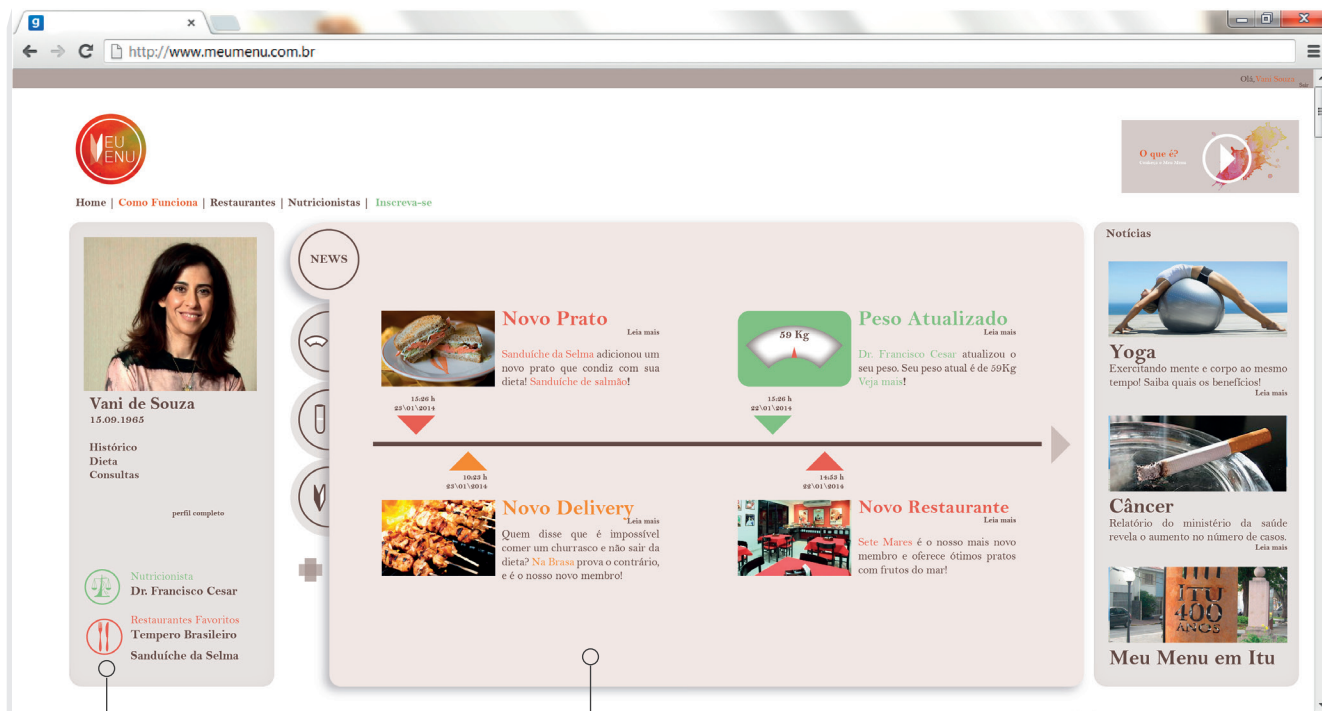 g
http://www.meumenu.com.br
Olá, Vani Souza
Sair
MEU
MENU
O que é?
Conheça o Meu Menu
Home | Como Funciona | Restaurantes | Nutricionistas | Inscreva-se
Vani de Souza
15.09.1965
Histórico
Dieta
Consultas
perfil completo
Nutricionista
Dr. Francisco Cesar
Restaurantes Favoritos
Tempero Brasileiro
Sanduíche da Selma
NEWS
Novo Prato
Leia mais
Sanduíche da Selma adicionou um
novo prato que condiz com sua
dieta! Sanduíche de salmão!
15:26 h
23\01\2014
59 Kg
Peso Atualizado
Leia mais
Dr. Francisco Cesar atualizou o
seu peso. Seu peso atual é de 59Kg
Veja mais!
15:26 h
22\01\2014
10:23 h
23\01\2014
Novo Delivery
"Leia mais
Quem disse que é impossível
comer um churrasco e não sair da
dieta? Na Brasa prova o contrário,
e é o nosso novo membro!
14:53 h
22\01\2014
Novo Restaurante
Leia mais
Sete Mares é o nosso mais novo
membro e oferece ótimos pratos
com frutos do mar!
Notícias
Yoga
Exercitando mente e corpo ao mesmo
tempo! Saiba quais os benefícios!
Leia mais
Câncer
Relatório do ministério da saúde
revela o aumento no número de casos.
Leia mais
ITU
400
ANOS
Meu Menu em Itu